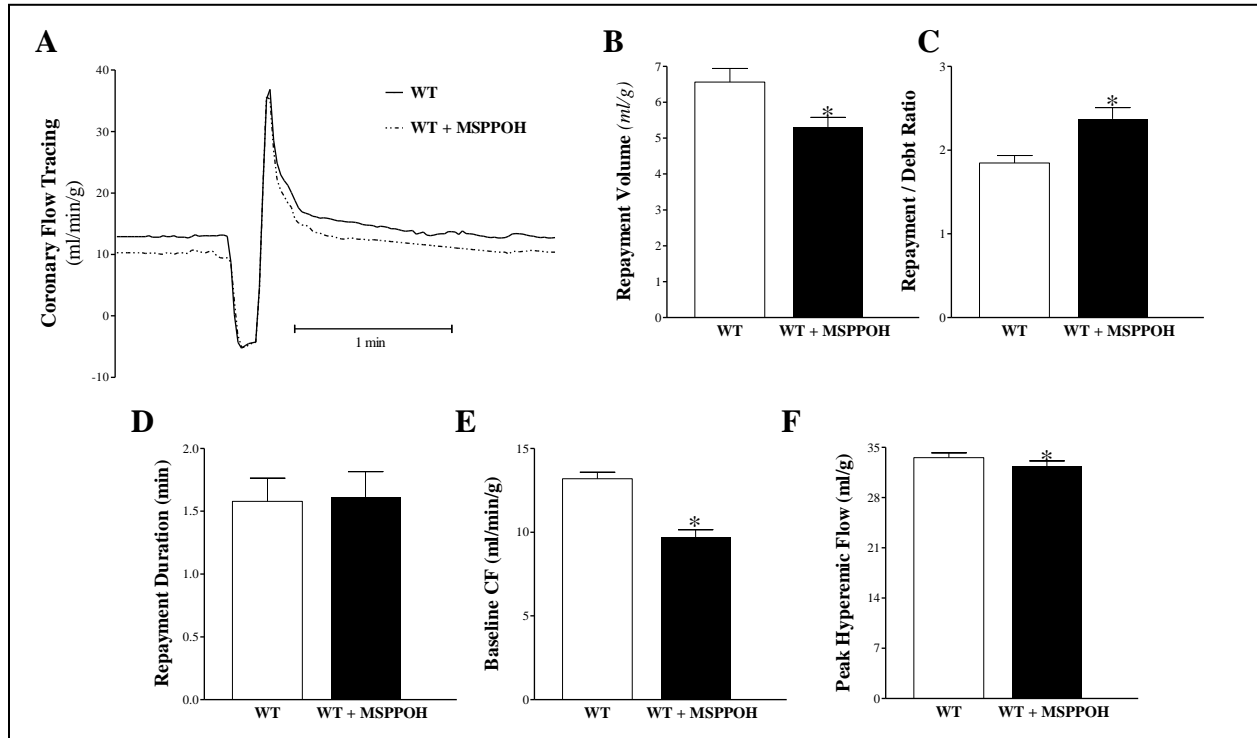 A
Coronary Flow Tracing
(ml/min/g)
40
30
20
10
0
-10
WT
WT + MSPPOH
1 min
B
Repayment Volume (ml/g)
7
6
5
4
3
2
1
0
*
WT
WT + MSPPOH
C
Repayment / Debt Ratio
3
2
1
0
*
WT
WT + MSPPOH
D
Repayment Duration (min)
2.0
1.5
1.0
0.5
0.0
WT
WT + MSPPOH
E
Baseline CF (ml/min/g)
15
10
5
0
*
WT
WT + MSPPOH
F
Peak Hyperemic Flow (ml/g)
35
28
21
14
7
0
*
WT
WT + MSPPOH